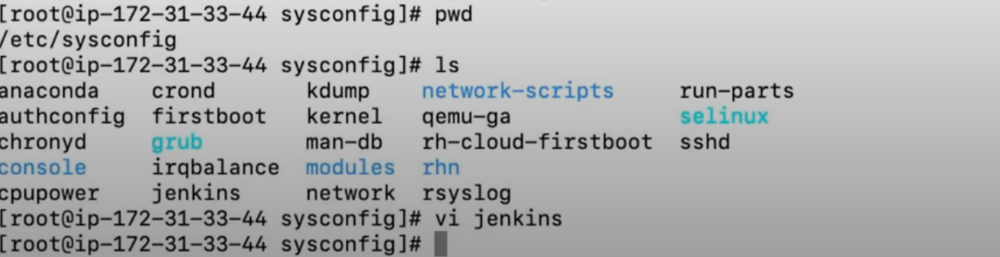 [root@ip-172-31-33-44 sysconfig]# pwd
/etc/sysconfig
[root@ip-172-31-33-44 sysconfig]# ls
anaconda crond kdump network-scripts run-parts
authconfig firstboot kernel qemu-ga selinux
chronyd grub man-db rh-cloud-firstboot sshd
console irqbalance modules rhn
cpupower jenkins network rsyslog
[root@ip-172-31-33-44 sysconfig]# vi jenkins
[root@ip-172-31-33-44 sysconfig]#